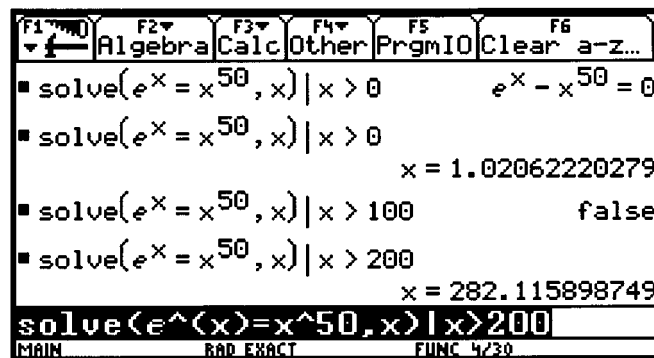 F1 F2 F3 F4 F5 F6
Algebra Calc Other PrgmIO Clear a-z…
▪ solve(e^x = x^50, x) | x > 0 e^x - x^50 = 0
▪ solve(e^x = x^50, x) | x > 0
x = 1.02062220279
▪ solve(e^x = x^50, x) | x > 100 false
▪ solve(e^x = x^50, x) | x > 200
x = 282.115898749
solve(e^(x)=x^50,x)|x>200
MAIN RAD EXACT FUNC 4/30